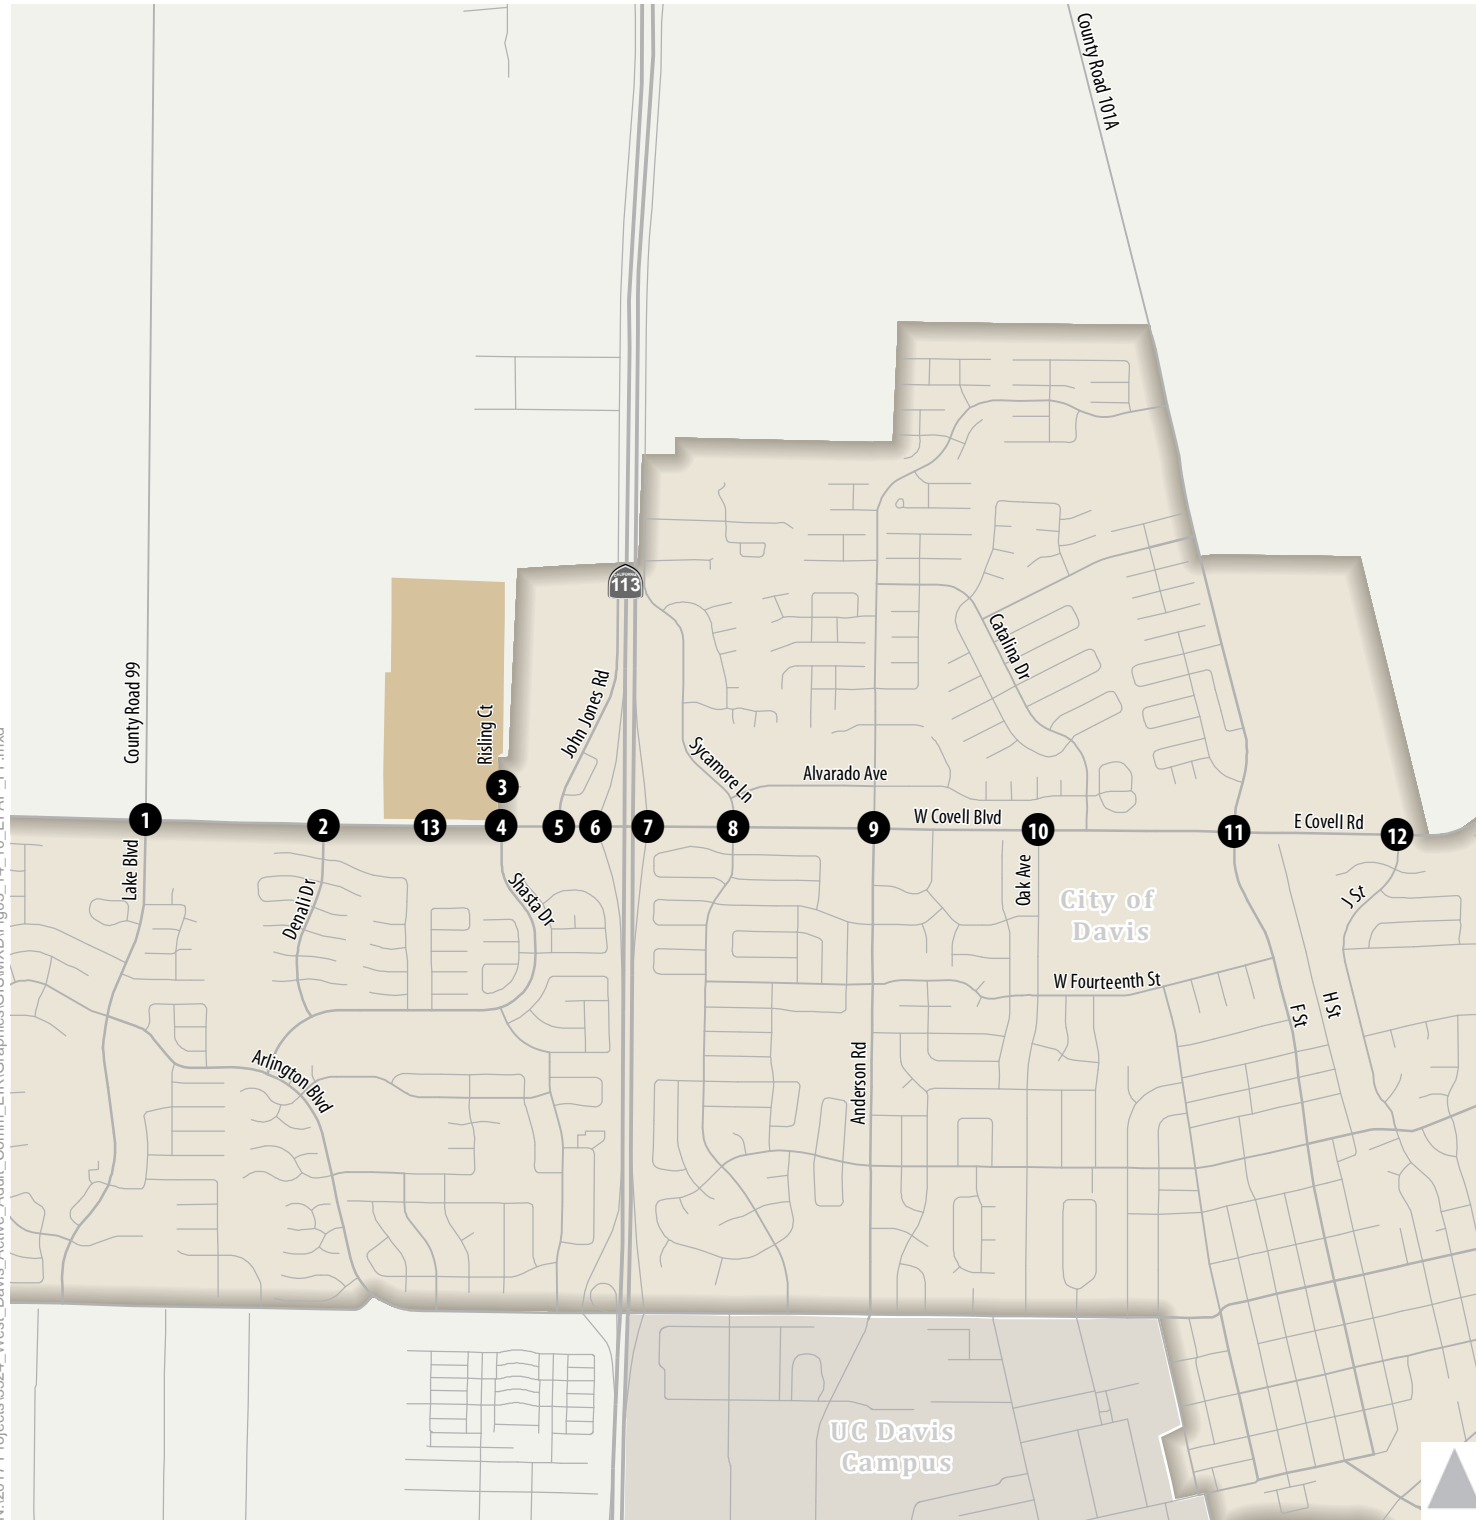 County Road 101A
CALIFORNIA
113
County Road 99
Risling Ct
John Jones Rd
Catalina Dr
Sycamore Ln
Alvarado Ave
3
1
2
13
4
5
6
7
8
9
W Covell Blvd
10
11
E Covell Rd
12
Lake Blvd
Denali Dr
Shasta Dr
Oak Ave
City of
Davis
J St
W Fourteenth St
F St
H St
Arlington Blvd
Anderson Rd
UC Davis
Campus